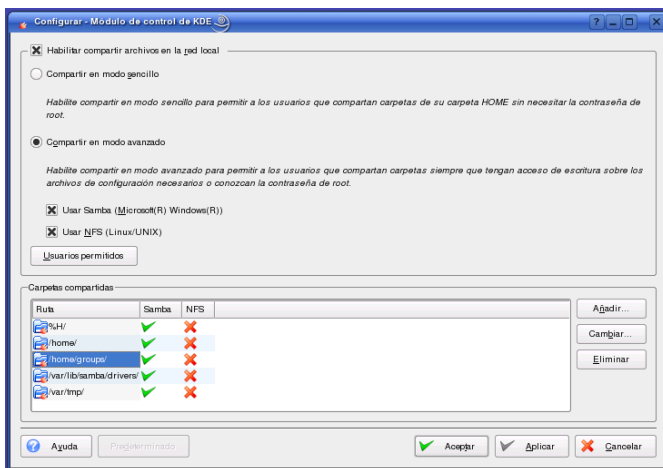 Configurar - Módulo de control de KDE
Habilitar compartir archivos en la red local
Compartir en modo sencillo
Habilite compartir en modo sencillo para permitir a los usuarios que compartan carpetas de su carpeta HOME sin necesitar la contraseña de
root.
Compartir en modo avanzado
Habilite compartir en modo avanzado para permitir a los usuarios que compartan carpetas siempre que tengan acceso de escritura sobre los
archivos de configuración necesarios o conozcan la contraseña de root.
Usar Samba (Microsoft(R) Windows(R))
Usar NFS (Linux/UNIX)
Usuarios permitidos
Carpetas compartidas
Ruta Samba NFS
%H/
/home/
/home/groups/
/var/lib/samba/drivers/
/var/tmp/
Añadir...
Cambiar...
Eliminar
Ayuda Predeterminado Aceptar Aplicar Cancelar